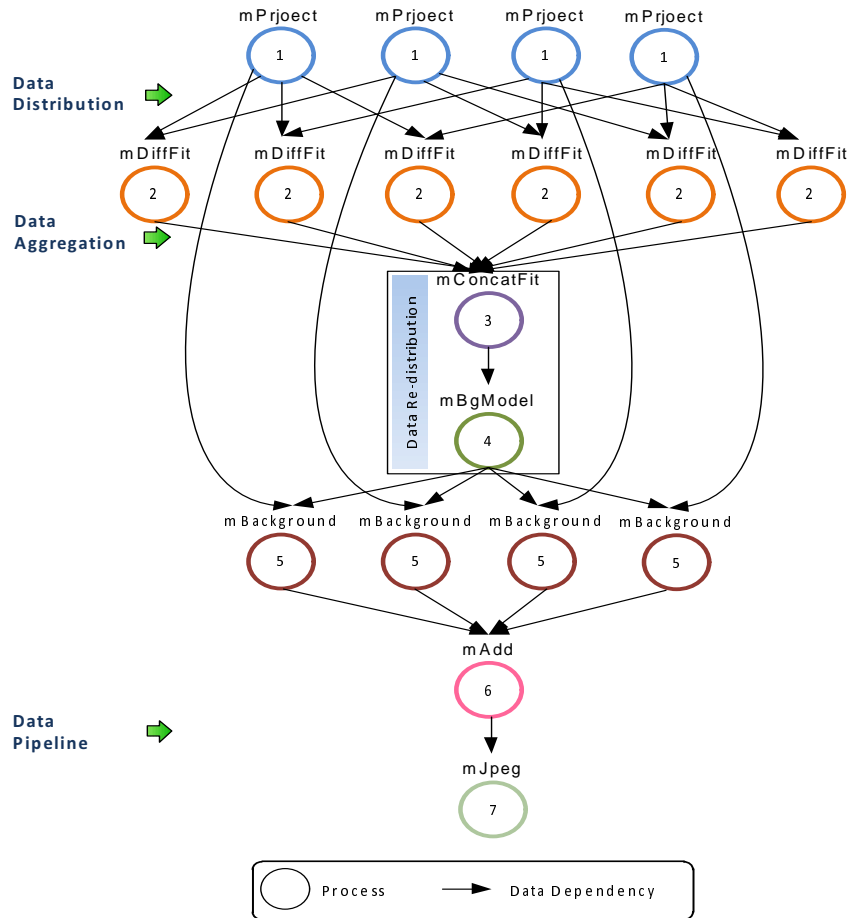 mPrjoect mPrjoect mPrjoect mPrjoect
1 1 1 1
Data
Distribution
mDiffFit mDiffFit mDiffFit mDiffFit mDiffFit mDiffFit
2 2 2 2 2 2
Data
Aggregation
mConcatFit
3
Data Re-distribution
mBgModel
4
mBackground mBackground mBackground mBackground
5 5 5 5
mAdd
6
Data
Pipeline
mJpeg
7
Process Data Dependency